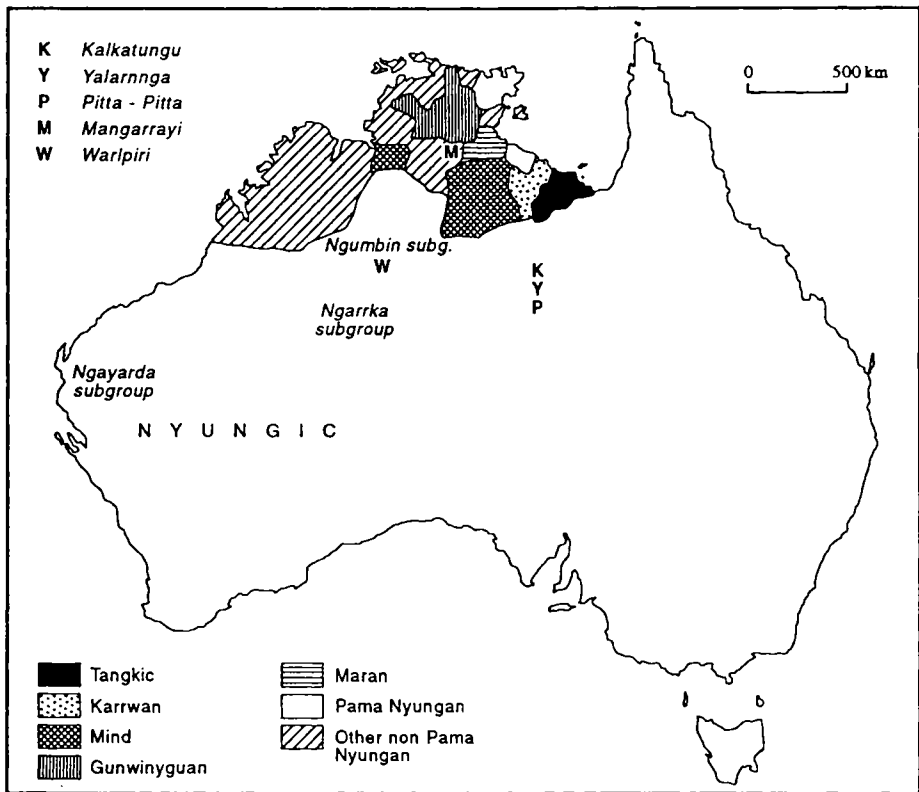 K Kalkatungu
Y Yalarnnga
P Pitta - Pitta
M Mangarrayi
W Warlpiri
0 500 km
M
Ngumbin subg.
W
K
Y
P
Ngarrka
subgroup
Ngayarda
subgroup
N Y U N G I C
Tangkic
Karrwan
Mind
Gunwinyguan
Maran
Pama Nyungan
Other non Pama
Nyungan